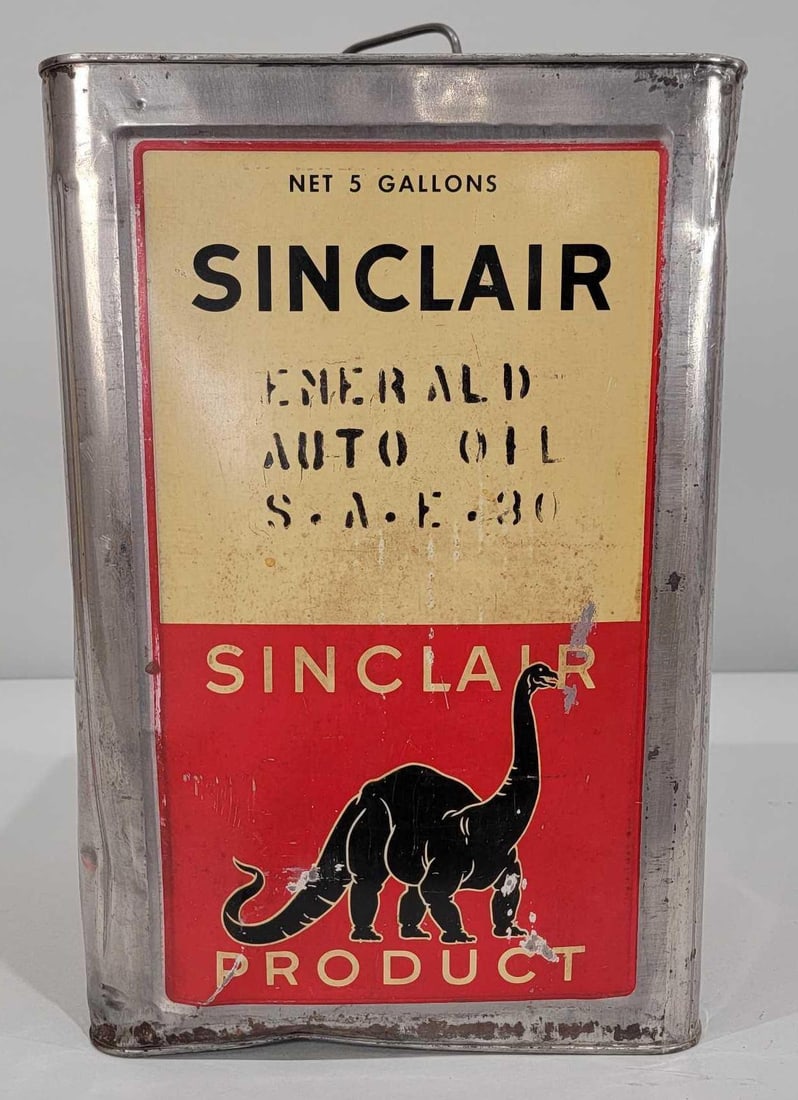 NET 5 GALLONS
SINCLAIR
EMERALD
AUTO OIL
S.A.E.30
SINCLAIR
PRODUCT